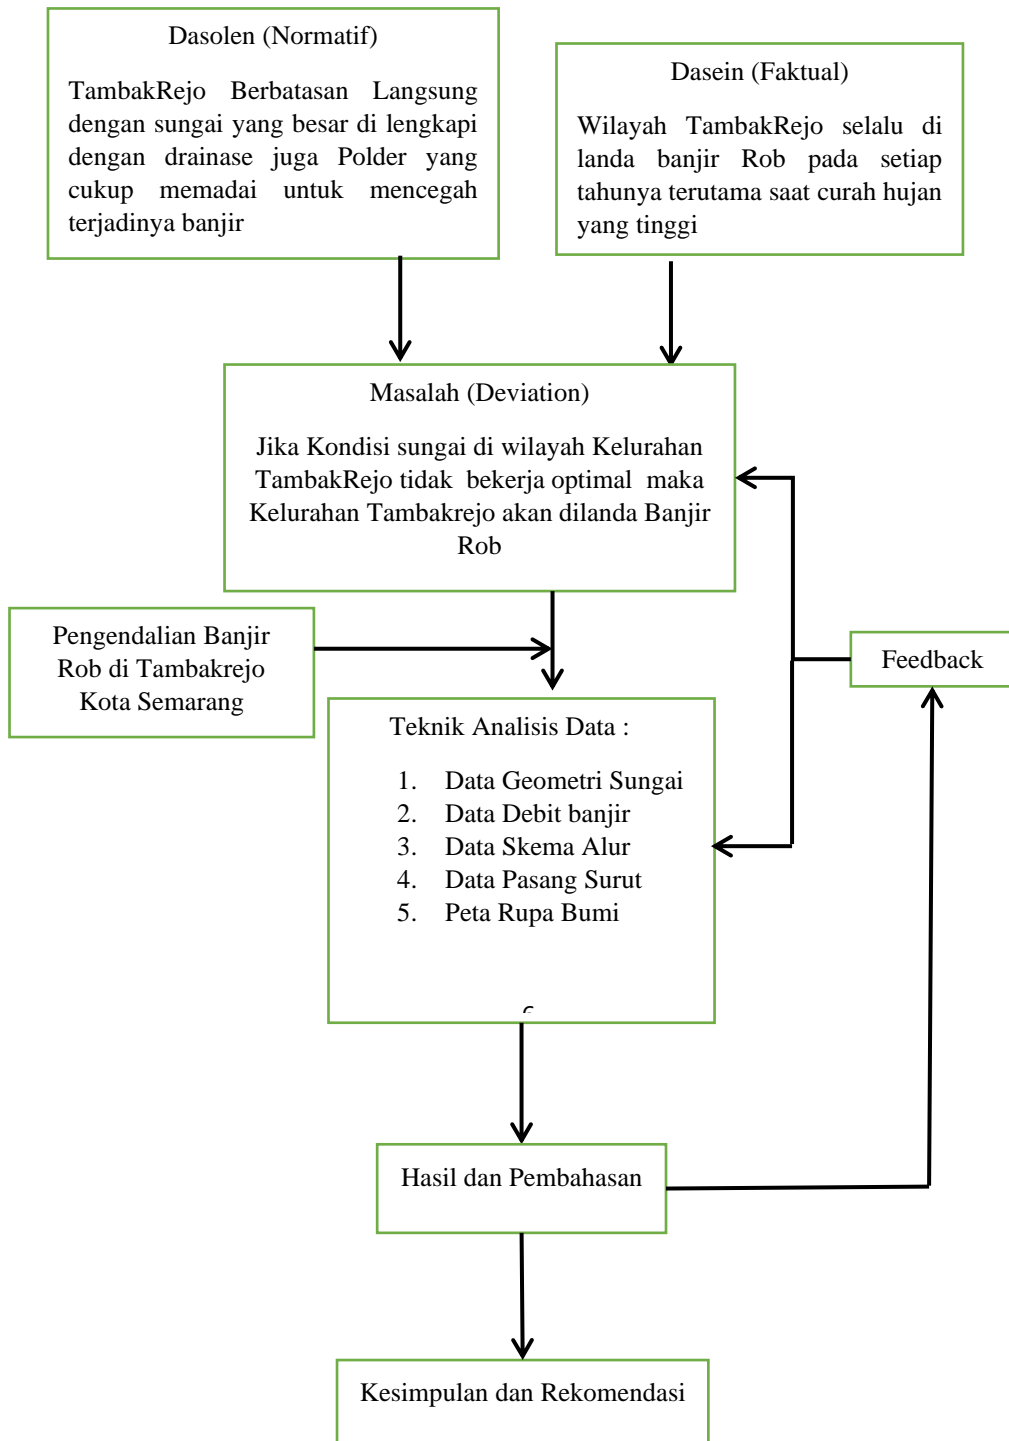 Dasolen (Normatif)
TambakRejo Berbatasan Langsung
dengan sungai yang besar di lengkapi
dengan drainase juga Polder yang
cukup memadai untuk mencegah
terjadinya banjir
Dasein (Faktual)
Wilayah TambakRejo selalu di
landa banjir Rob pada setiap
tahunya terutama saat curah hujan
yang tinggi
Masalah (Deviation)
Jika Kondisi sungai di wilayah Kelurahan
TambakRejo tidak bekerja optimal maka
Kelurahan Tambakrejo akan dilanda Banjir
Rob
Pengendalian Banjir
Rob di Tambakrejo
Kota Semarang
Feedback
Teknik Analisis Data :
1. Data Geometri Sungai
2. Data Debit banjir
3. Data Skema Alur
4. Data Pasang Surut
5. Peta Rupa Bumi
Hasil dan Pembahasan
Kesimpulan dan Rekomendasi